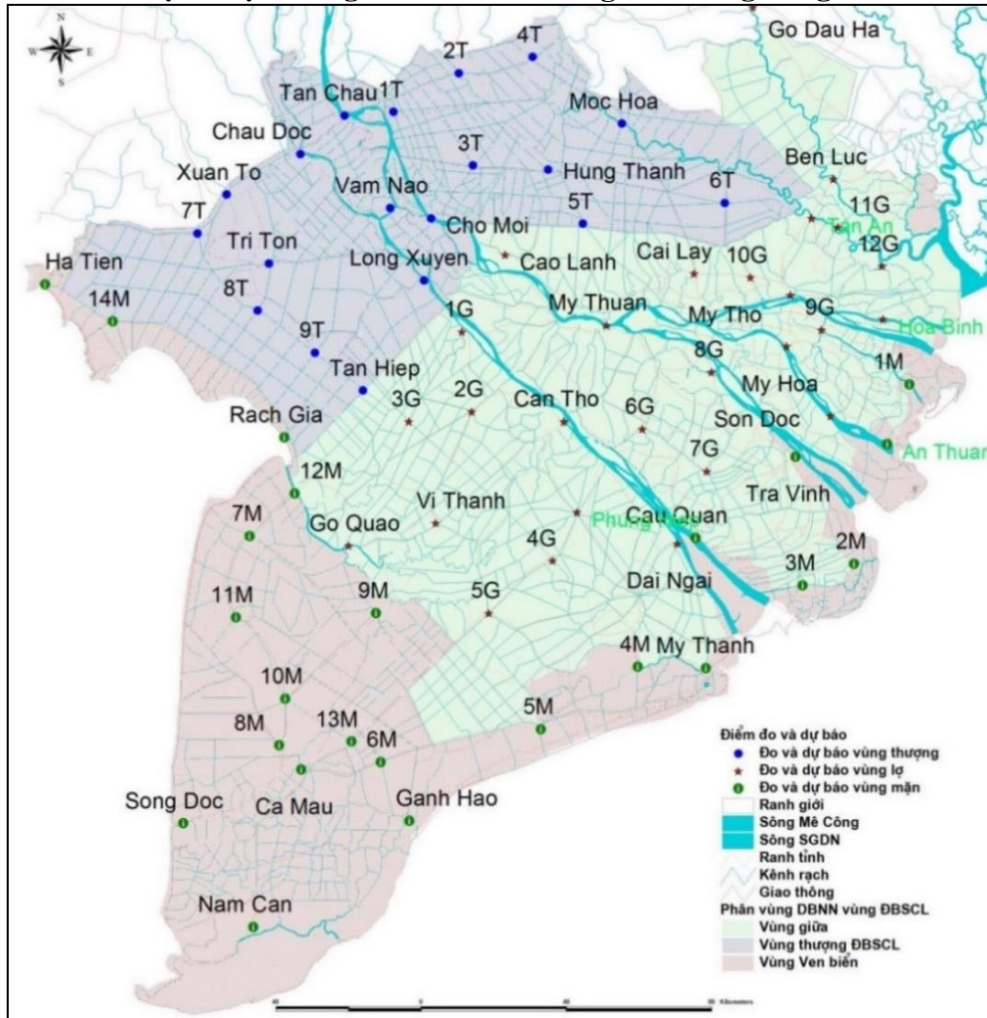 N
W E
S
Go Dau Ha
4T
2T
Tan Chau
1T
Moc Hoa
Chau Doc
3T
Ben Luc
Xuan To
Vam Nao
Hung Thanh
6T
11G
7T
5T
Tan An
Cho Moi
Tri Ton
12G
Ha Tien
Long Xuyen
Cao Lanh
Cai Lay
10G
8T
14M
1G
My Thuan
My Tho
9G
Hoa Binh
9T
8G
1M
Tan Hiep
2G
My Hoa
3G
Can Tho
6G
Rach Gia
Son Doc
An Thuan
7G
12M
Vi Thanh
Tra Vinh
7M
Go Quao
Cau Quan
4G
2M
3M
Dai Ngai
11M
9M
5G
4M My Thanh
10M
8M
13M
5M
6M
Ca Mau
Song Doc
Ganh Hao
Nam Can
Điểm đo và dự báo
Đo và dự báo vùng thượng
Đo và dự báo vùng lợ
Đo và dự báo vùng mặn
Ranh giới
Sông Mê Công
Sông SGDN
Ranh tỉnh
Kênh rạch
Giao thông
Phân vùng DBNN vùng ĐBSCL
Vùng giữa
Vùng thượng ĐBSCL
Vùng Ven biển
0
Kilometers